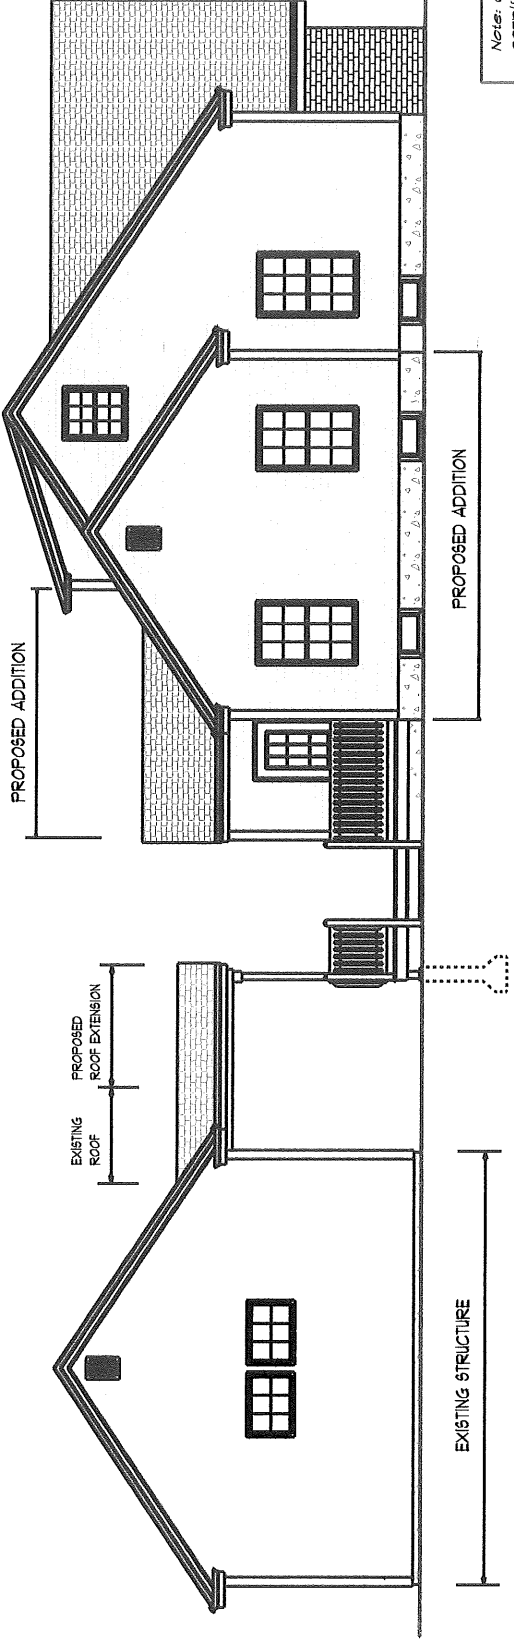 EXISTING
ROOF
PROPOSED
ROOF EXTENSION
PROPOSED ADDITION
EXISTING STRUCTURE
PROPOSED ADDITION
Note: